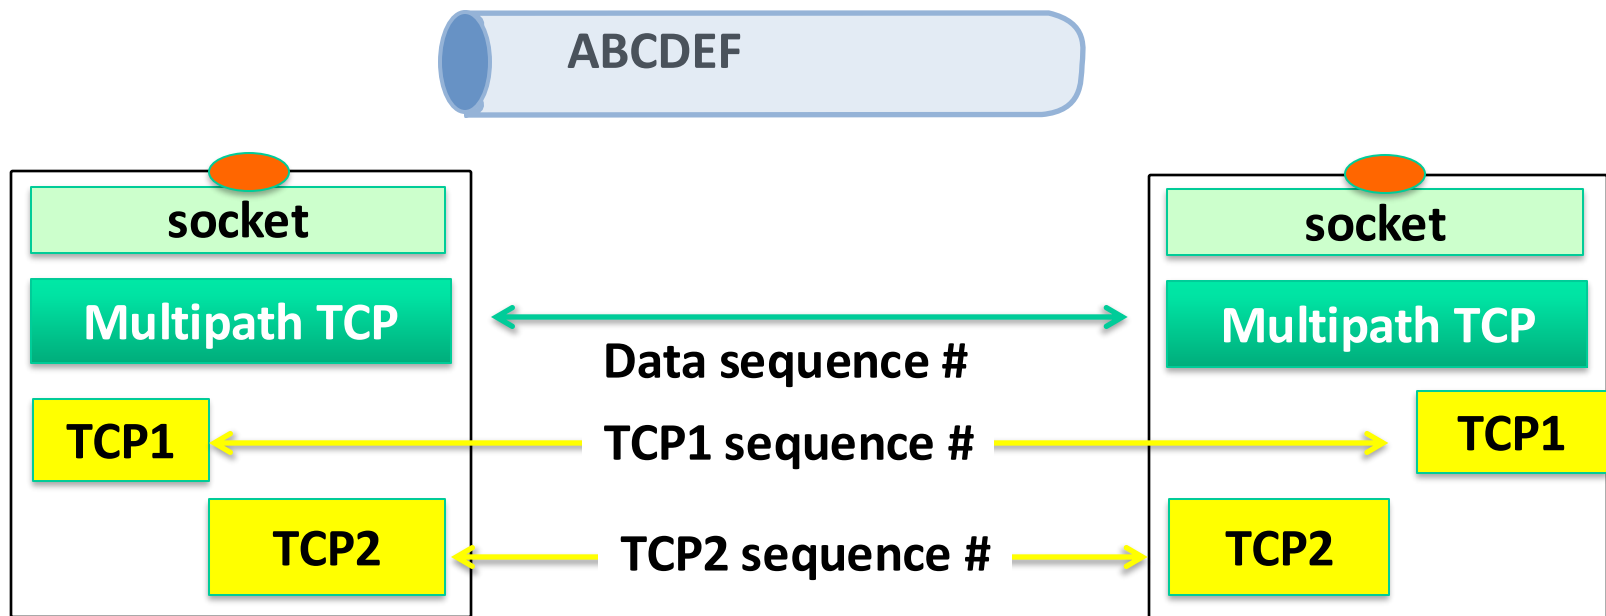 ABCDEF
socket
socket
Multipath TCP
Multipath TCP
Data sequence #
TCP1
TCP1 sequence #
TCP1
TCP2
TCP2 sequence #
TCP2